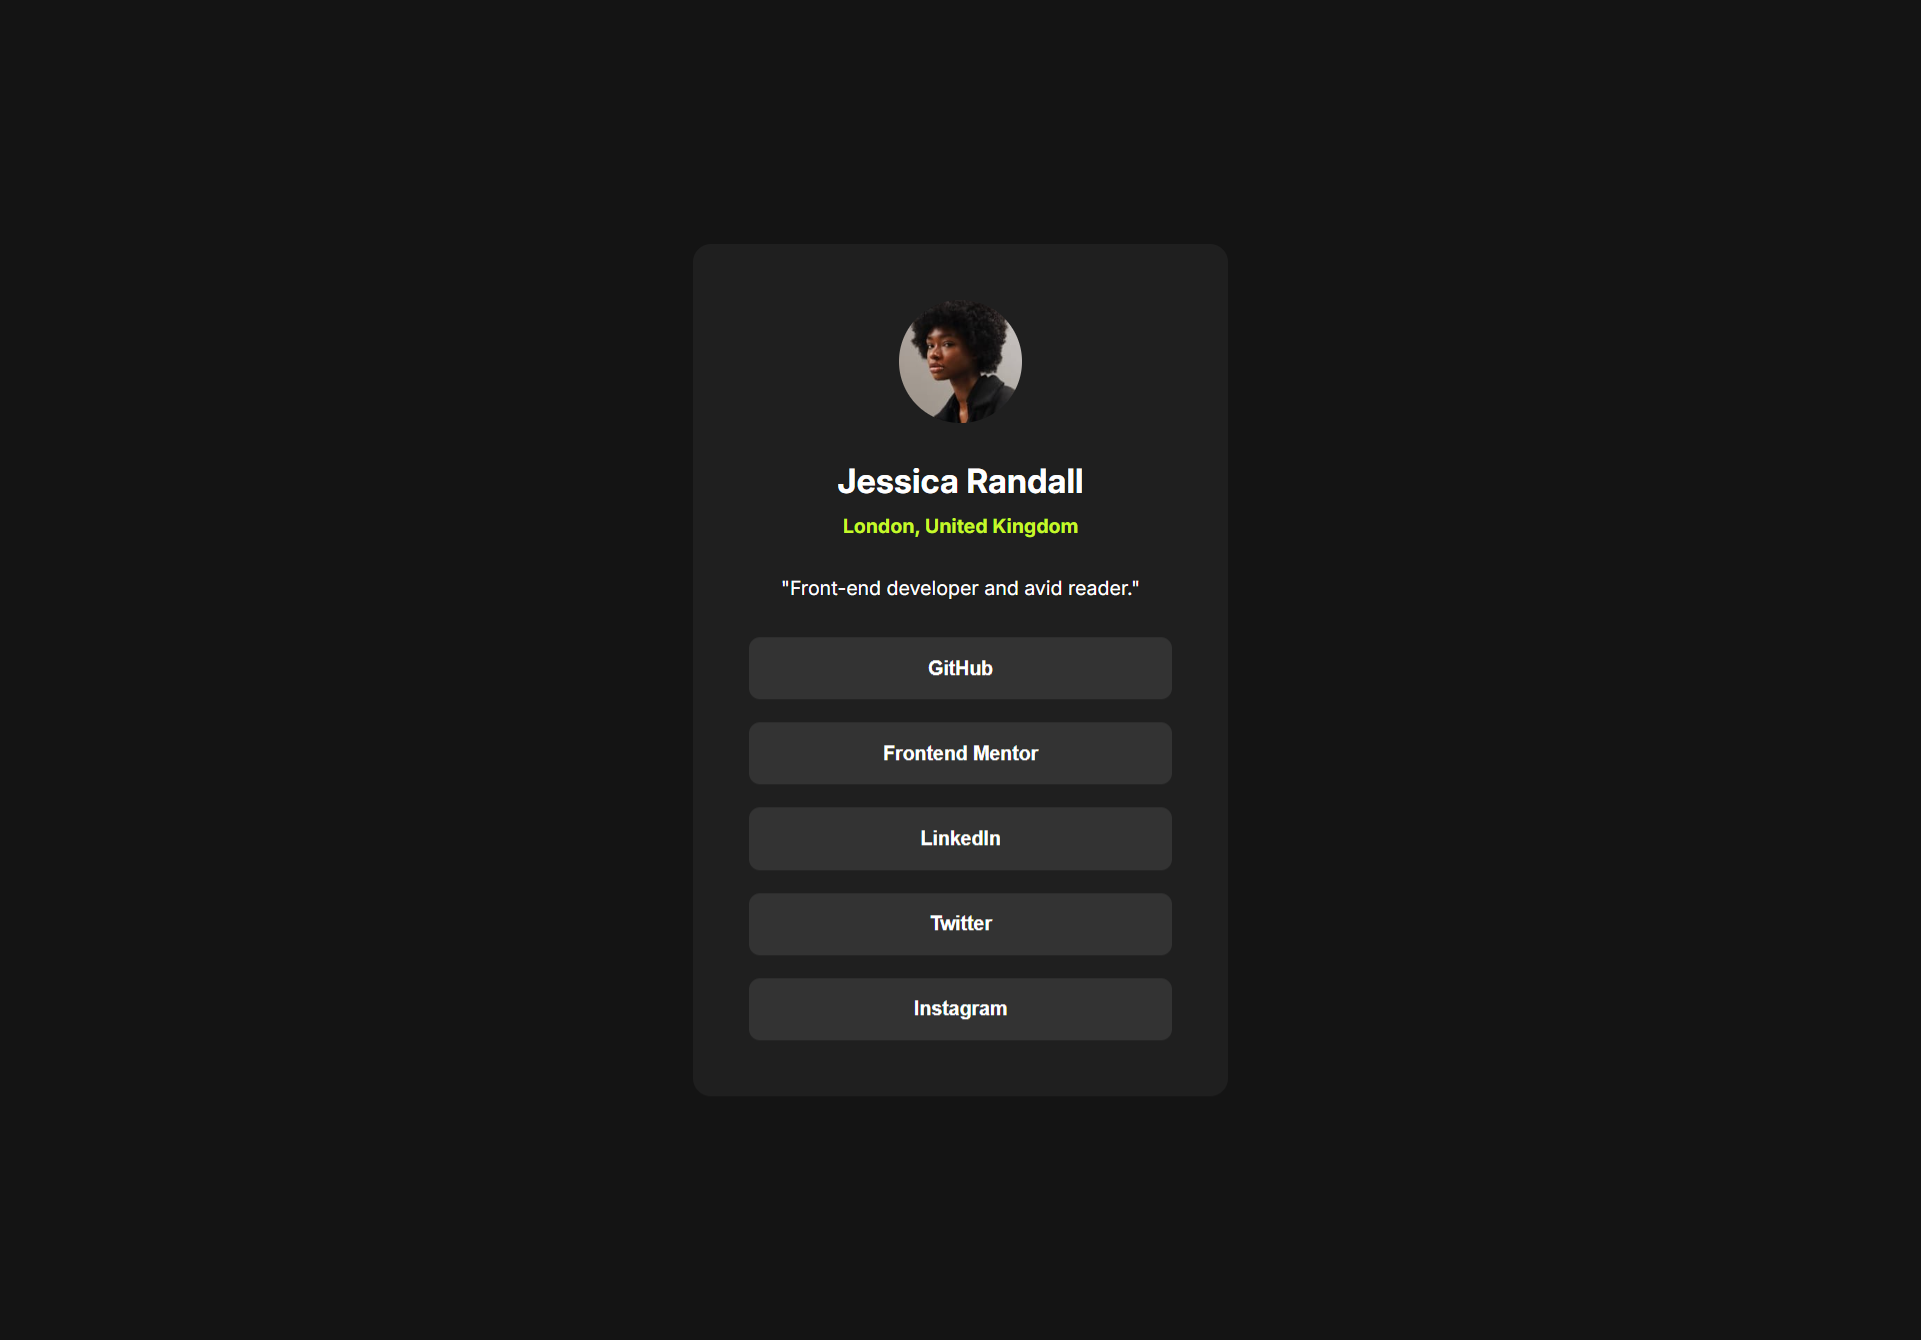 Jessica Randall
London, United Kingdom
"Front-end developer and avid reader."
GitHub
Frontend Mentor
LinkedIn
Twitter
Instagram